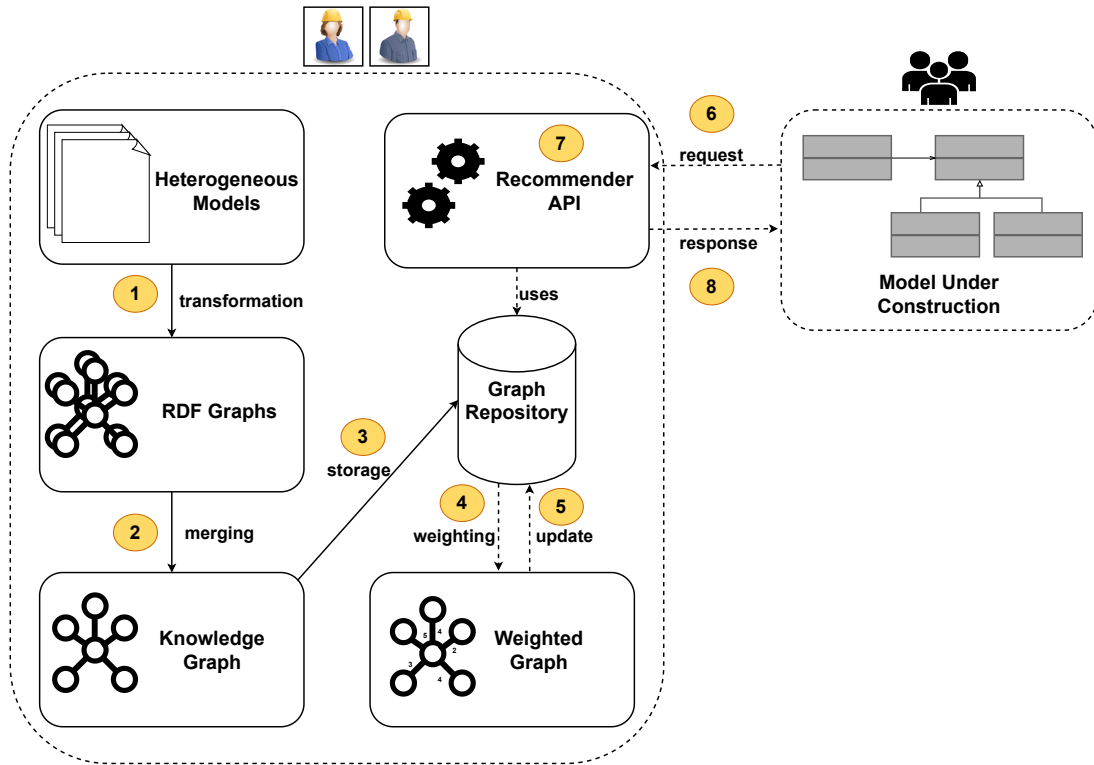 Heterogeneous
Models
1
transformation
RDF Graphs
2
merging
Knowledge
Graph
3
storage
7
Recommender
API
uses
Graph
Repository
4
weighting
5
update
Weighted
Graph
5
4
2
3
4
6
request
response
8
Model Under
Construction